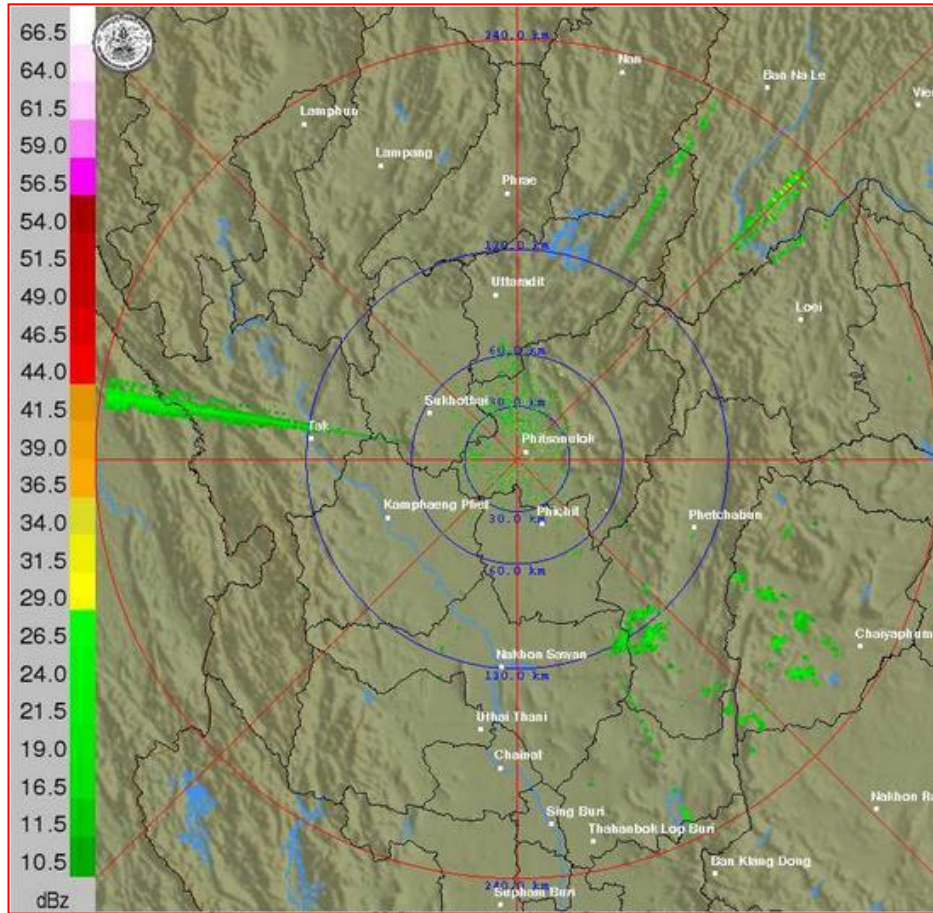 66.5
64.0
61.5
59.0
56.5
54.0
51.5
49.0
46.5
44.0
41.5
39.0
36.5
34.0
31.5
29.0
26.5
24.0
21.5
19.0
16.5
11.5
10.5
dBz
240.0 km
Nan
Ban Na Le
Lamphun
Lampang
Phrae
120.0 km
Uttaradit
Loei
60.0 km
Sukhothai
30.0 km
Tak
Phitsanulok
Kamphaeng Phet
Phichit
30.0 km
Phetchabun
60.0 km
Chaiyaphum
Nakhon Sawan
120.0 km
Uthai Thani
Chainat
Nakhon
Sing Buri
Thahanbok Lop Buri
Ban Klang Dong
240.0 km
Suphan Buri